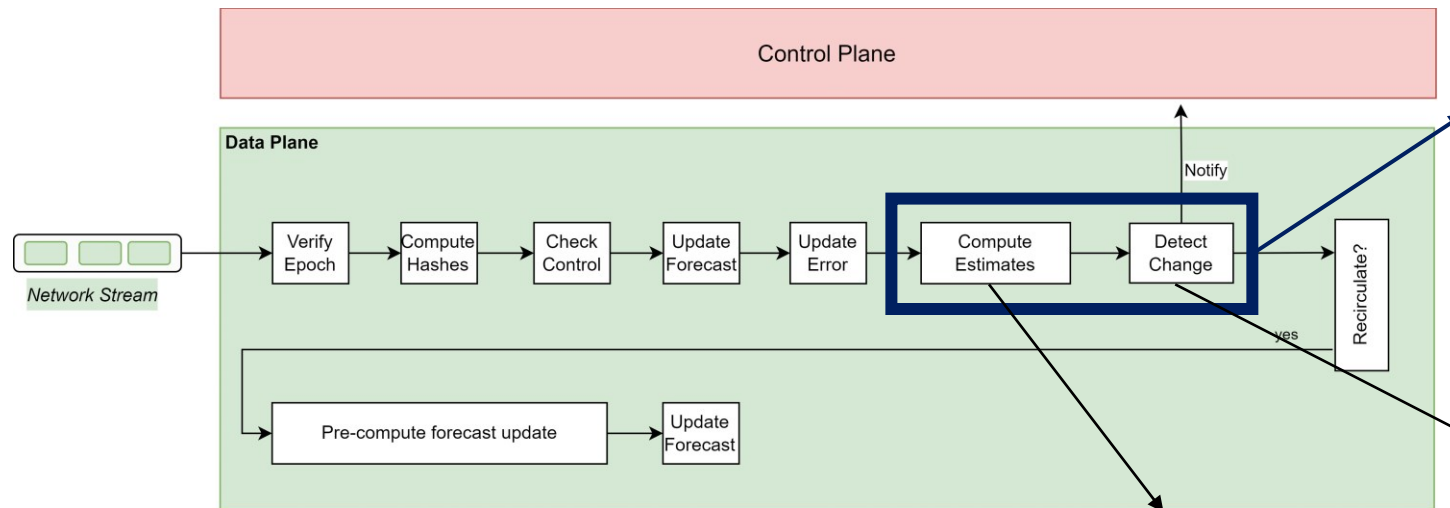 Control Plane
Data Plane
Notify
Verify
Epoch
Compute
Hashes
Check
Control
Update
Forecast
Update
Error
Compute
Estimates
Detect
Change
Recirculate?
Network Stream
yes
Pre-compute forecast update
Update
Forecast